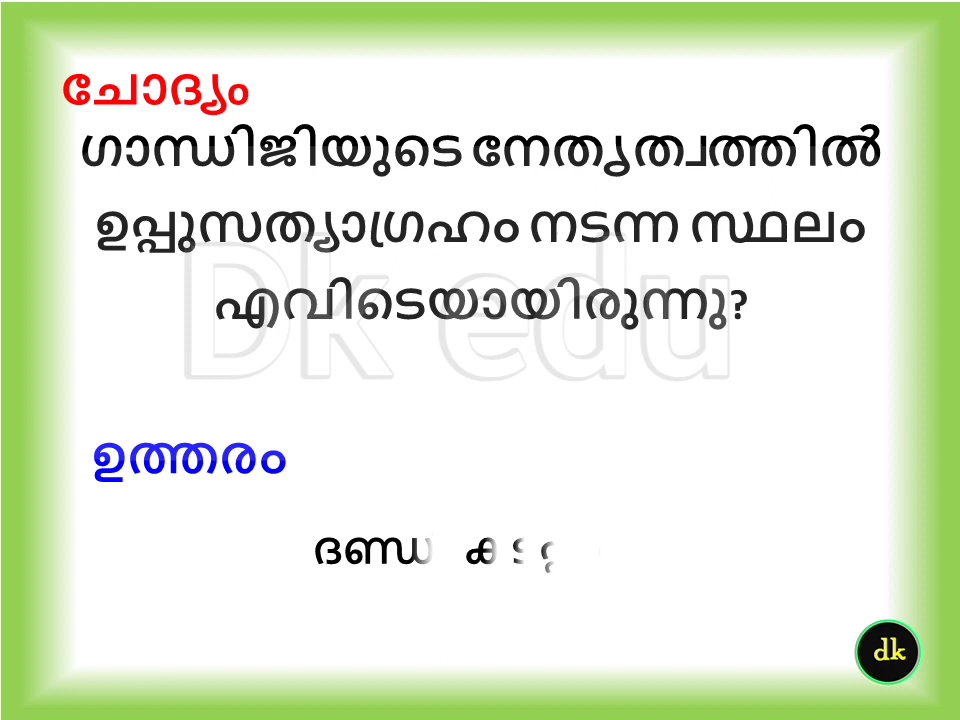 ചോദ്യം
ഗാന്ധിജിയുടെ നേതൃത്വത്തിൽ
ഉപ്പുസത്യാഗ്രഹം നടന്ന സ്ഥലം
എവിടെയായിരുന്നു?
Dk edu
ഉത്തരം
dk